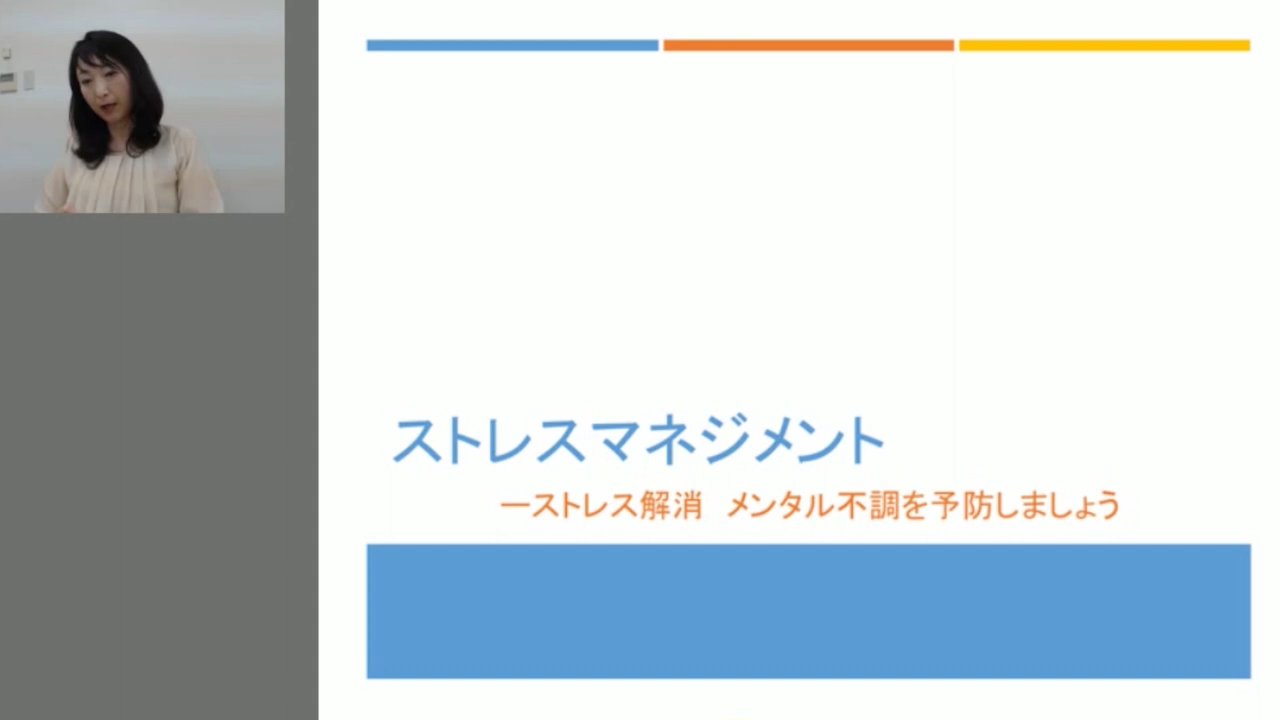 ストレスマネジメント
―ストレス解消　メンタル不調を予防しましょう